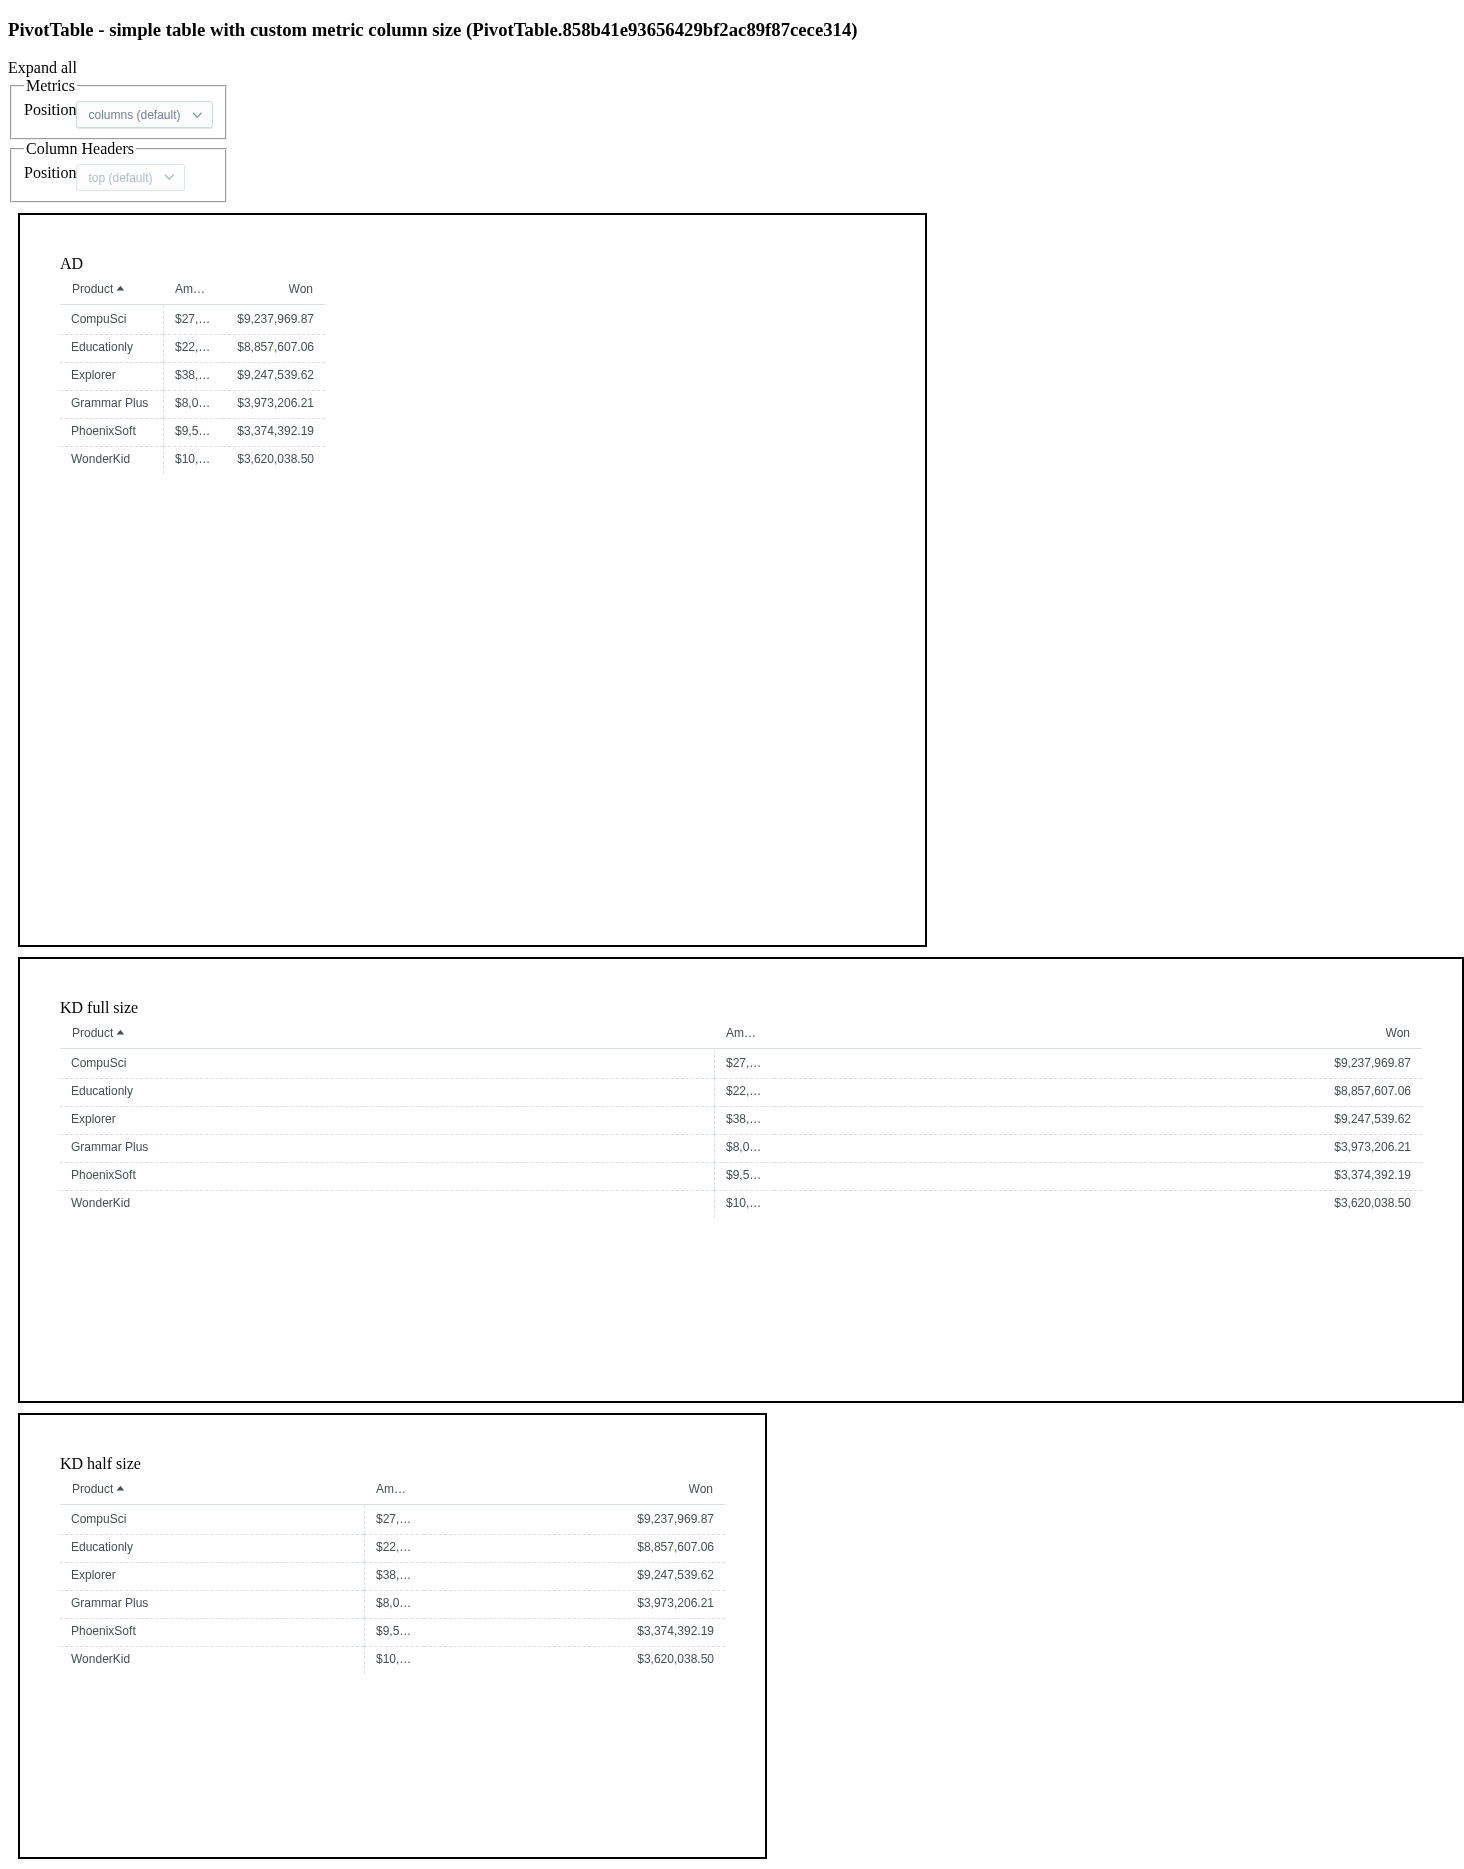 PivotTable - simple table with custom metric column size (PivotTable.858b41e93656429bf2ac89f87cece314)
Expand all
Metrics
Position columns (default)
Column Headers
Position top (default)
AD
Product Am… Won
CompuSci $27,… $9,237,969.87
Educationly $22,… $8,857,607.06
Explorer $38,… $9,247,539.62
Grammar Plus $8,0… $3,973,206.21
PhoenixSoft $9,5… $3,374,392.19
WonderKid $10,… $3,620,038.50
KD full size
Product Am… Won
CompuSci $27,… $9,237,969.87
Educationly $22,… $8,857,607.06
Explorer $38,… $9,247,539.62
Grammar Plus $8,0… $3,973,206.21
PhoenixSoft $9,5… $3,374,392.19
WonderKid $10,… $3,620,038.50
KD half size
Product Am… Won
CompuSci $27,… $9,237,969.87
Educationly $22,… $8,857,607.06
Explorer $38,… $9,247,539.62
Grammar Plus $8,0… $3,973,206.21
PhoenixSoft $9,5… $3,374,392.19
WonderKid $10,… $3,620,038.50